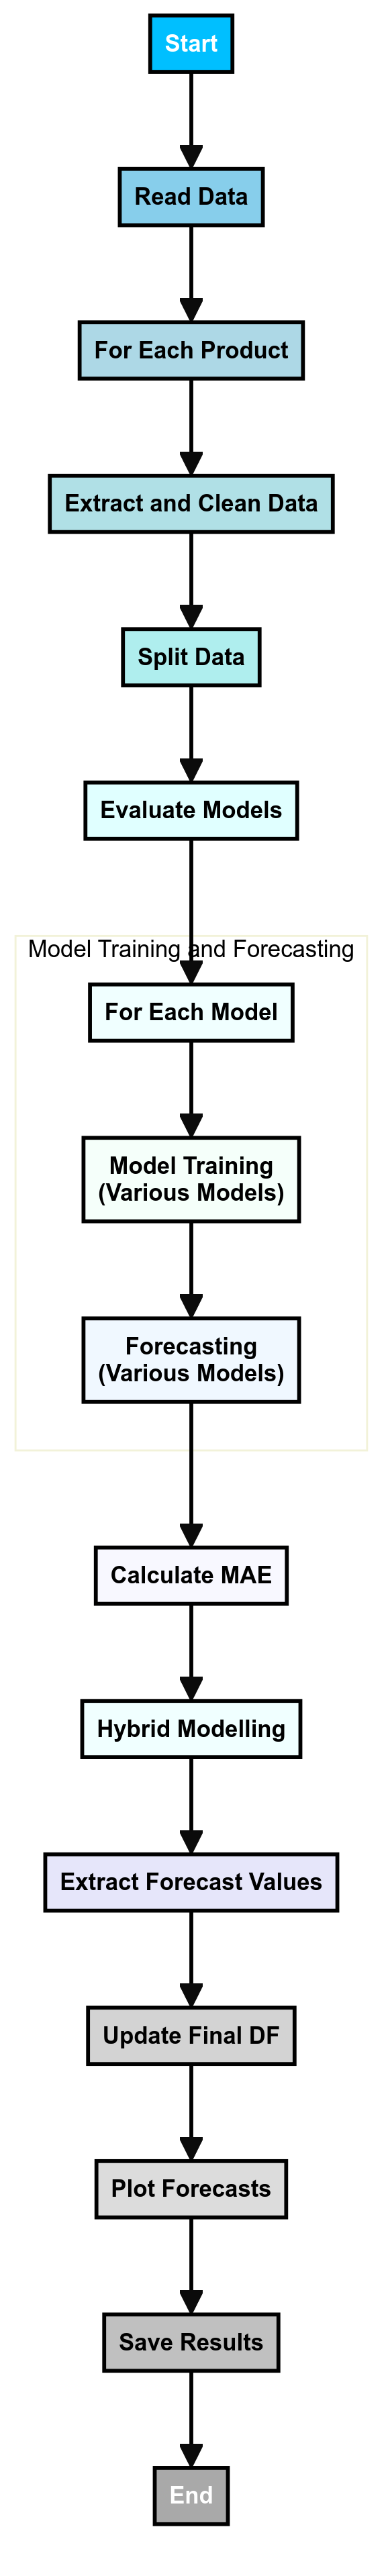 Start
Read Data
For Each Product
Extract and Clean Data
Split Data
Evaluate Models
Model Training and Forecasting
For Each Model
Model Training
(Various Models)
Forecasting
(Various Models)
Calculate MAE
Hybrid Modelling
Extract Forecast Values
Update Final DF
Plot Forecasts
Save Results
End